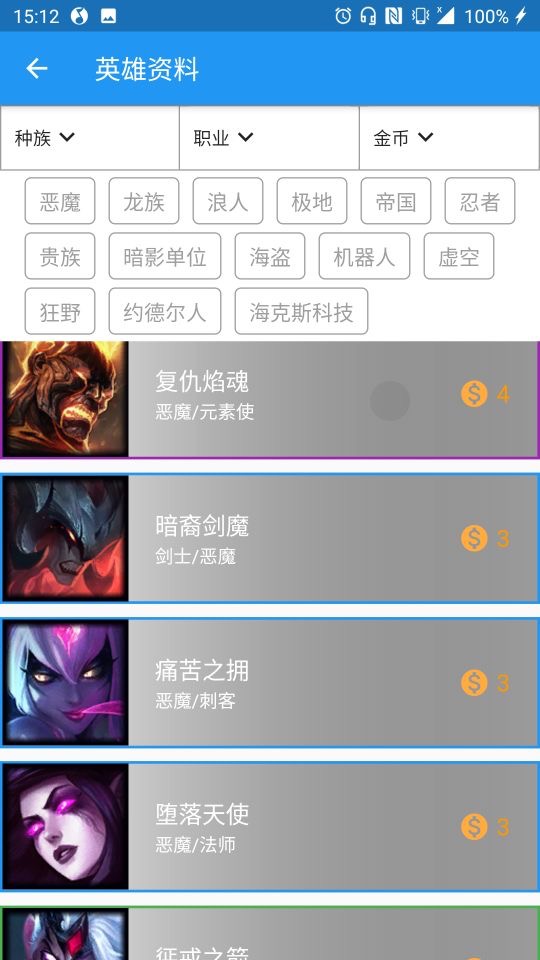 15:12 100%
英雄资料
种族 职业 金币
恶魔 龙族 浪人 极地 帝国 忍者
贵族 暗影单位 海盗 机器人 虚空
狂野 约德尔人 海克斯科技
复仇焰魂
恶魔/元素使
4
暗裔剑魔
剑士/恶魔
3
痛苦之拥
恶魔/刺客
3
堕落天使
恶魔/法师
3
惩戒之箭